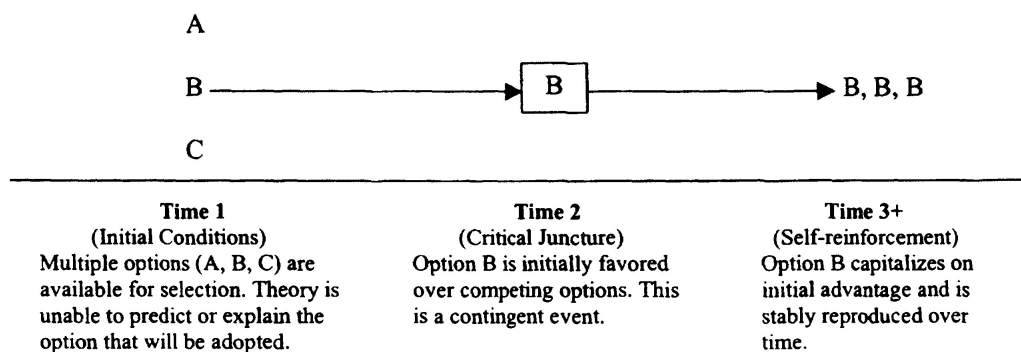 A
B
B
B, B, B
C
Time 1
(Initial Conditions)
Multiple options (A, B, C) are
available for selection. Theory is
unable to predict or explain the
option that will be adopted.
Time 2
(Critical Juncture)
Option B is initially favored
over competing options. This
is a contingent event.
Time 3+
(Self-reinforcement)
Option B capitalizes on
initial advantage and is
stably reproduced over
time.